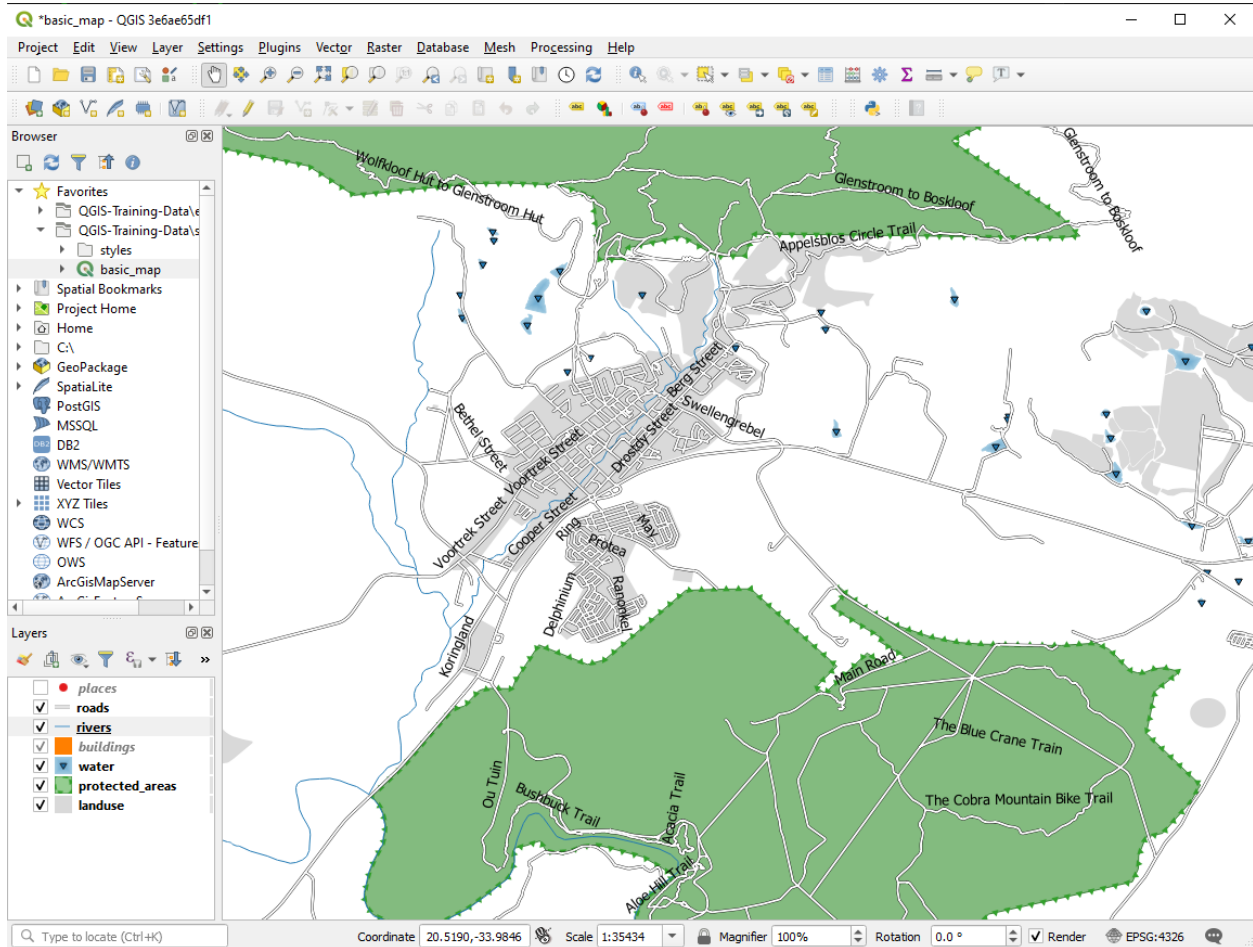 *basic_map - QGIS 3e6ae65df1
Project Edit View Layer Settings Plugins Vector Raster Database Mesh Processing Help
Browser
Favorites
QGIS-Training-Data\e
QGIS-Training-Data\s
styles
basic_map
Spatial Bookmarks
Project Home
Home
C:\
GeoPackage
SpatiaLite
PostGIS
MSSQL
DB2
WMS/WMTS
Vector Tiles
XYZ Tiles
WCS
WFS / OGC API - Feature
OWS
ArcGisMapServer
Layers
places
roads
rivers
buildings
water
protected_areas
landuse
Wolfkloof Hut to Glenstroom Hut
Glenstroom to Boskloof
Glenstroom to Boskloof
Appelsblos Circle Trail
Berg Street
Swellengrebel
Drostdy Street
Bethel Street
Voortrek Street
Voortrek Street
Cooper Street
Ring
May
Protea
Delphinium
Ranonkel
Koringland
Main Road
The Blue Crane Train
The Cobra Mountain Bike Trail
Ou Tuin
Bushbuck Trail
Acacia Trail
Aloe Hill Trail
Type to locate (Ctrl+K)
Coordinate 20.5190,-33.9846
Scale 1:35434
Magnifier 100%
Rotation 0.0 °
Render
EPSG:4326